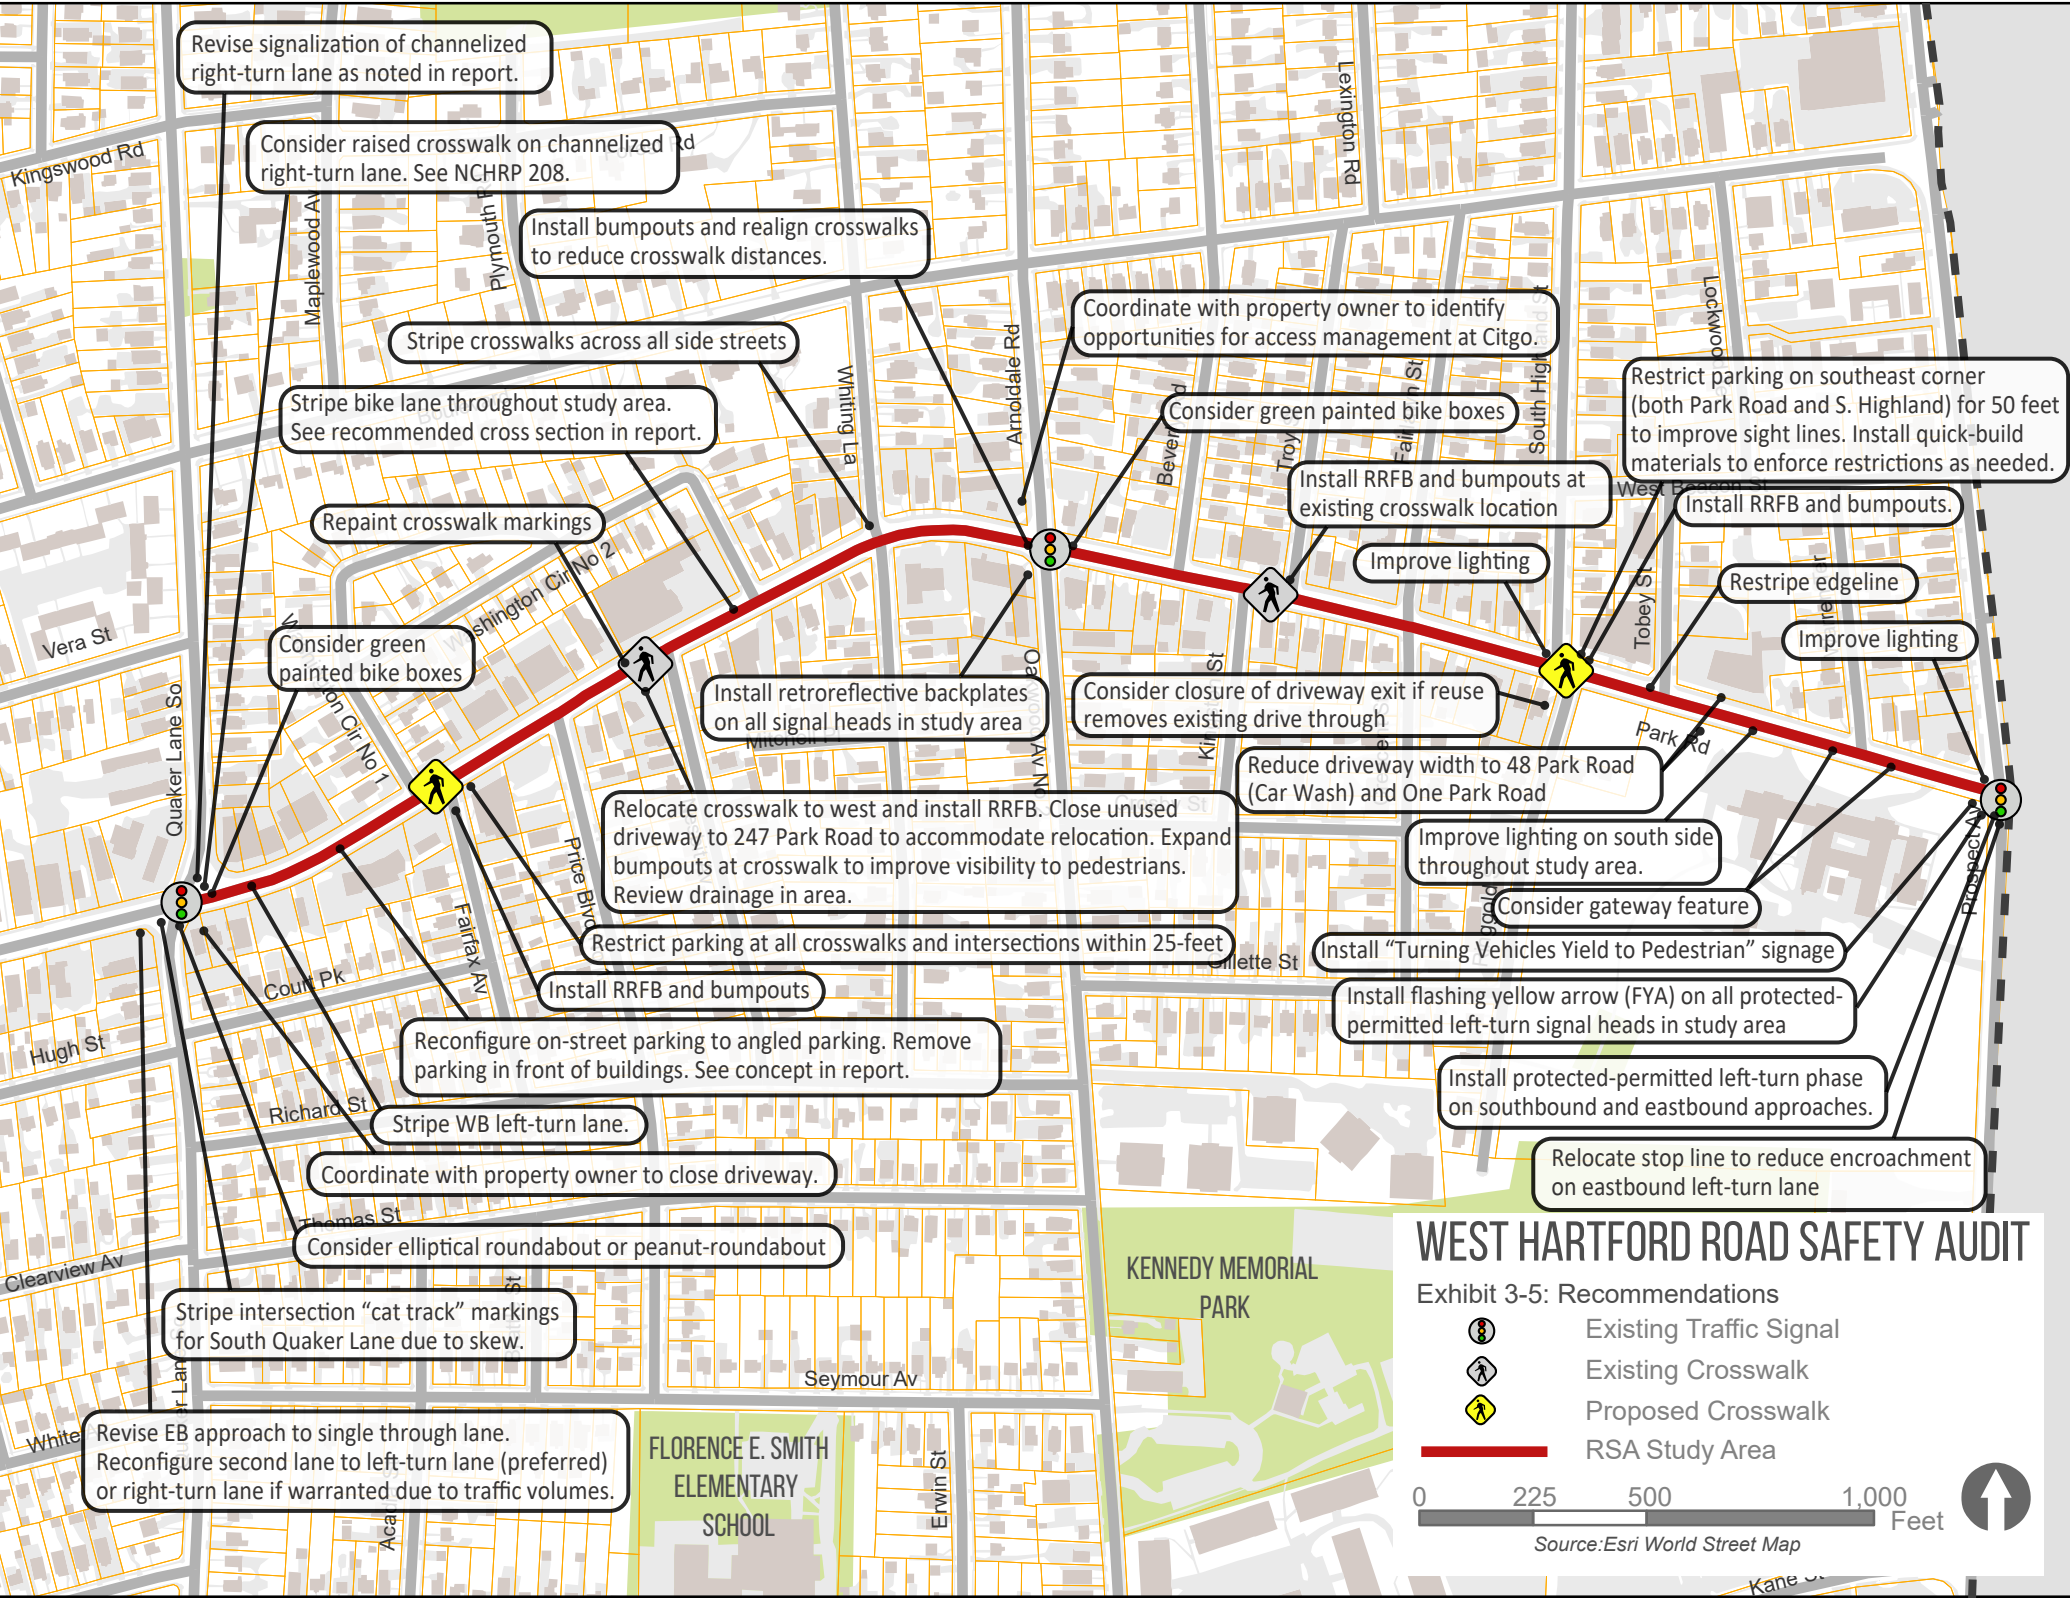 Revise signalization of channelized
right-turn lane as noted in report.
Consider raised crosswalk on channelized
right-turn lane. See NCHRP 208.
Install bumpouts and realign crosswalks
to reduce crosswalk distances.
Stripe crosswalks across all side streets
Stripe bike lane throughout study area.
See recommended cross section in report.
Repaint crosswalk markings
Consider green
painted bike boxes
Coordinate with property owner to identify
opportunities for access management at Citgo.
Consider green painted bike boxes
Install RRFB and bumpouts at
existing crosswalk location
Restrict parking on southeast corner
(both Park Road and S. Highland) for 50 feet
to improve sight lines. Install quick-build
materials to enforce restrictions as needed.
Install RRFB and bumpouts.
Improve lighting
Restripe edgeline
Improve lighting
Install retroreflective backplates
on all signal heads in study area
Consider closure of driveway exit if reuse
removes existing drive through
Reduce driveway width to 48 Park Road
(Car Wash) and One Park Road
Relocate crosswalk to west and install RRFB. Close unused
driveway to 247 Park Road to accommodate relocation. Expand
bumpouts at crosswalk to improve visibility to pedestrians.
Review drainage in area.
Improve lighting on south side
throughout study area.
Consider gateway feature
Restrict parking at all crosswalks and intersections within 25-feet
Install "Turning Vehicles Yield to Pedestrian" signage
Install RRFB and bumpouts
Install flashing yellow arrow (FYA) on all protected-
permitted left-turn signal heads in study area
Reconfigure on-street parking to angled parking. Remove
parking in front of buildings. See concept in report.
Install protected-permitted left-turn phase
on southbound and eastbound approaches.
Stripe WB left-turn lane.
Coordinate with property owner to close driveway.
Relocate stop line to reduce encroachment
on eastbound left-turn lane
Consider elliptical roundabout or peanut-roundabout
Stripe intersection "cat track" markings
for South Quaker Lane due to skew.
Revise EB approach to single through lane.
Reconfigure second lane to left-turn lane (preferred)
or right-turn lane if warranted due to traffic volumes.
Kingswood Rd
Maplewood Av
Plymouth R
Rd
Lexington Rd
Whiting La
Arnoldale Rd
South High St
Lockwood
West Beacon St
Tobey St
Vera St
Washington Cir No 2
Cir No 1
Quaker Lane So
Park Rd
Prospect Av
Price Blvd
Fairfax Av
Court Pk
Hugh St
Richard St
Thomas St
Clearview Av
White
Gillette St
Seymour Av
Erwin St
Kane
KENNEDY MEMORIAL
PARK
FLORENCE E. SMITH
ELEMENTARY
SCHOOL
WEST HARTFORD ROAD SAFETY AUDIT
Exhibit 3-5: Recommendations
Existing Traffic Signal
Existing Crosswalk
Proposed Crosswalk
RSA Study Area
0 225 500 1,000
Feet
Source:Esri World Street Map